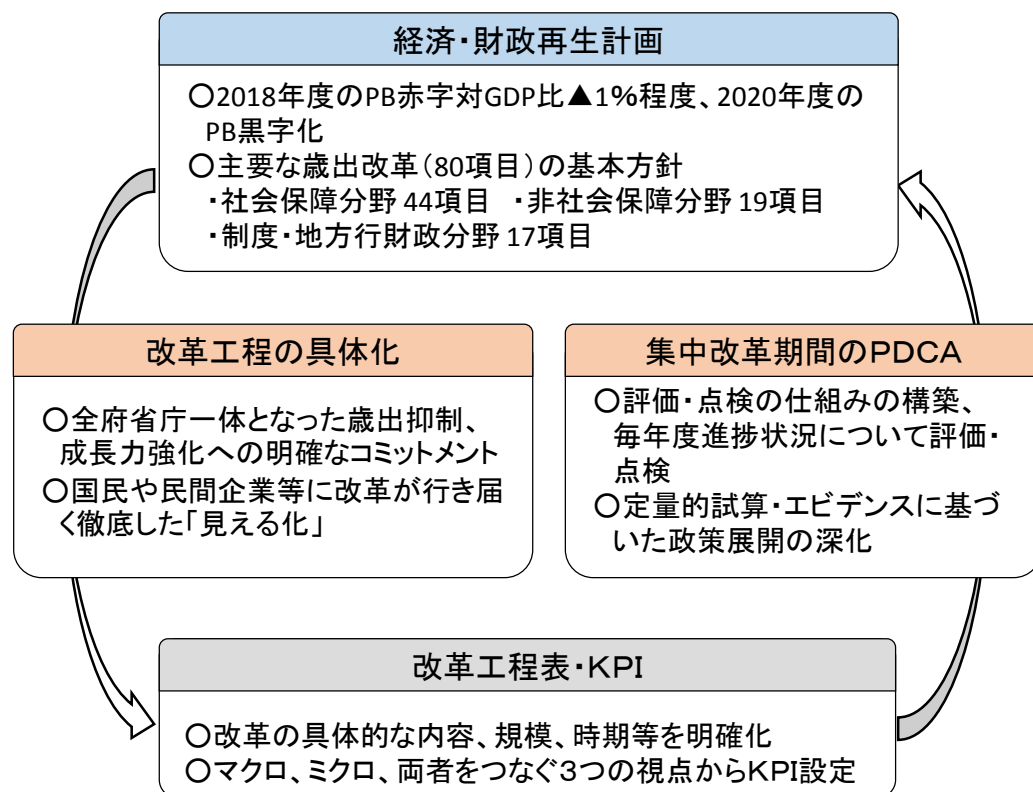 経済・財政再生計画
○2018年度のPB赤字対GDP比▲1%程度、2020年度の
PB黒字化
○主要な歳出改革(80項目)の基本方針
・社会保障分野 44項目 ・非社会保障分野 19項目
・制度・地方行財政分野 17項目
改革工程の具体化
○全府省庁一体となった歳出抑制、
成長力強化への明確なコミットメント
○国民や民間企業等に改革が行き届
く徹底した「見える化」
集中改革期間のPDCA
○評価・点検の仕組みの構築、
毎年度進捗状況について評価・
点検
○定量的試算・エビデンスに基づ
いた政策展開の深化
改革工程表・KPI
○改革の具体的な内容、規模、時期等を明確化
○マクロ、ミクロ、両者をつなぐ3つの視点からKPI設定